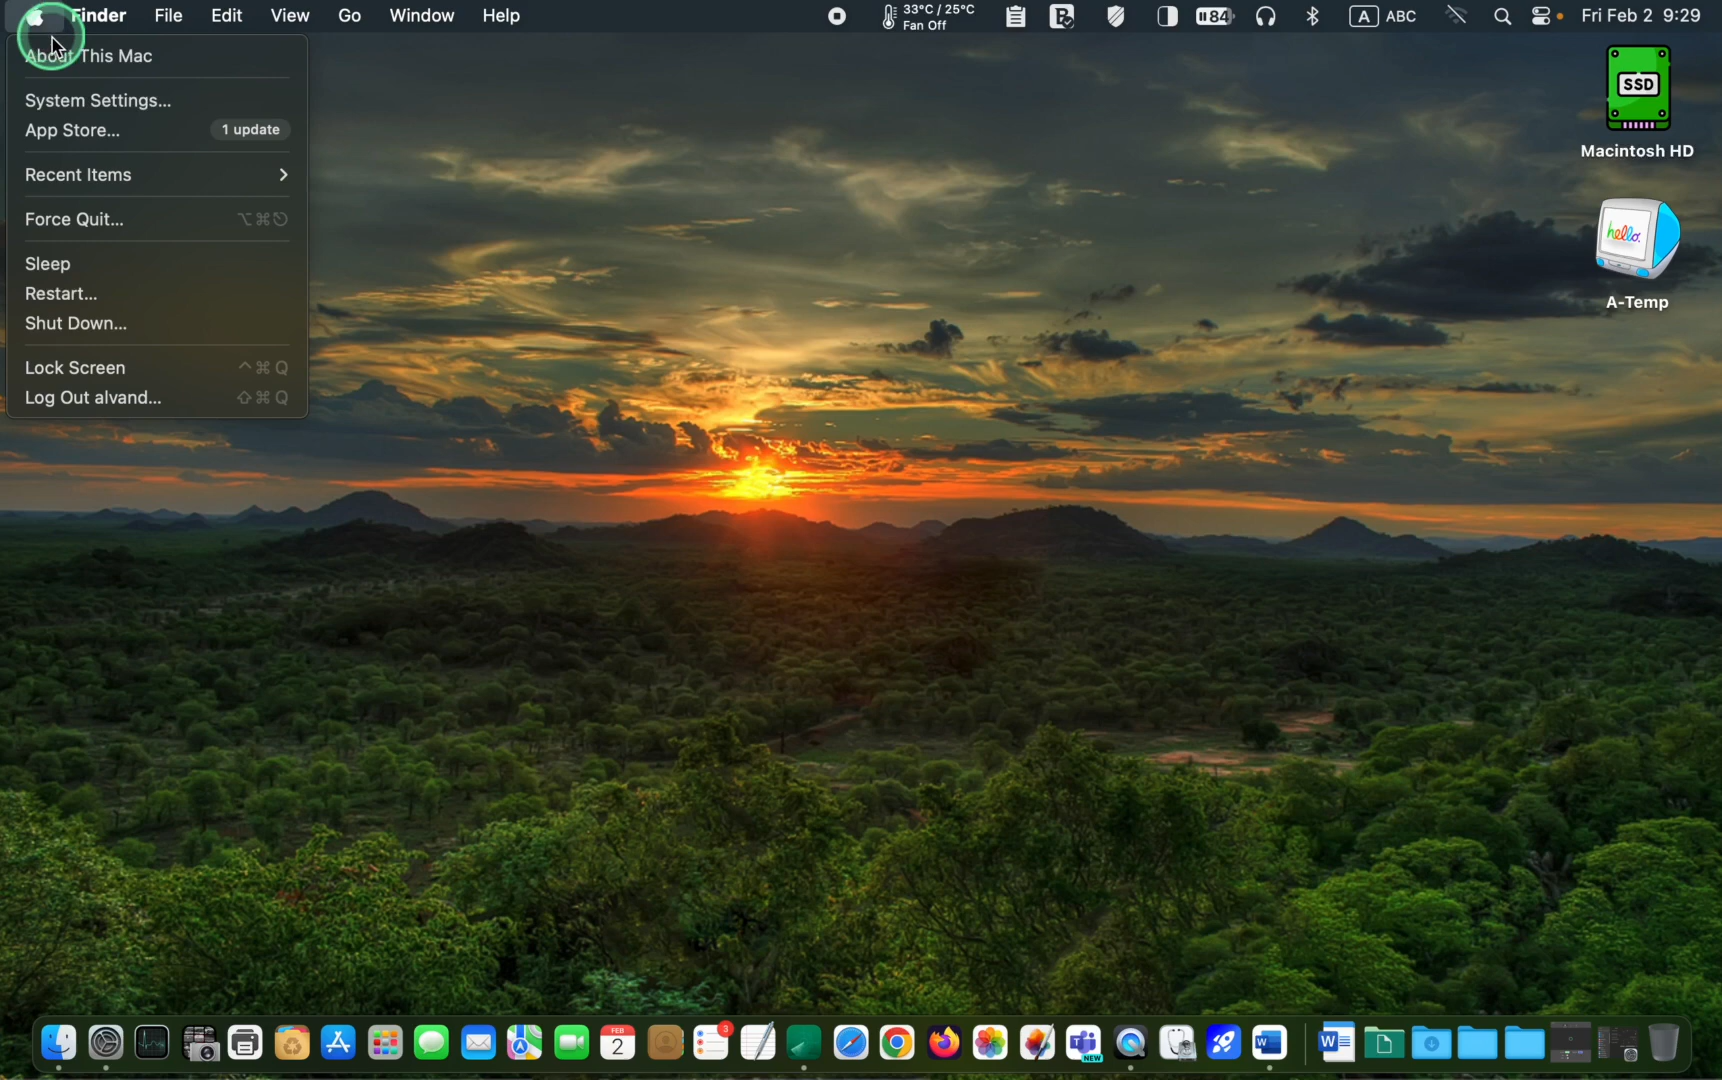 Finder File Edit View Go Window Help 33°C / 25°C 84 A ABC Fri Feb 2 9:29
Fan Off
About This Mac
System Settings...
App Store... 1 update
Recent Items
Force Quit... ⌥⌘⎋
Sleep
Restart...
Shut Down...
Lock Screen ^⌘Q
Log Out alvand... ⇧⌘Q
SSD
Macintosh HD
hello.
A-Temp
FEB
2
3
T
NEW
W
W